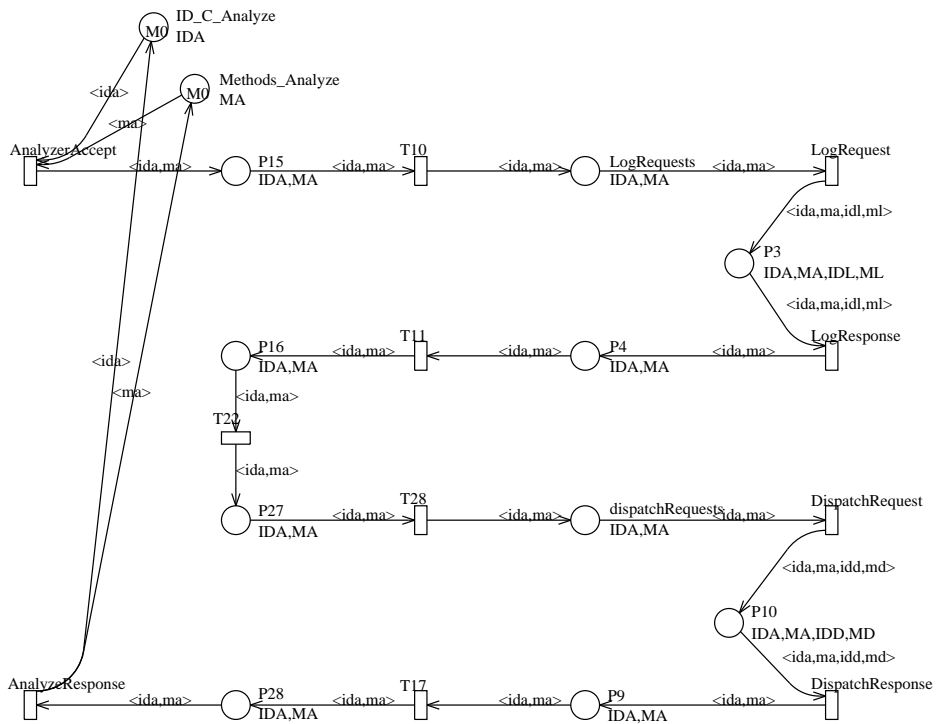 ID_C_Analyze
M0
IDA
Methods_Analyze
<ida>
M0
MA
<ma>
AnalyzerAccept
T10
LogRequest
<ida,ma>
P15
<ida,ma>
<ida,ma>
LogRequests
<ida,ma>
IDA,MA
IDA,MA
<ida,ma,idl,ml>
P3
IDA,MA,IDL,ML
<ida,ma,idl,ml>
T11
LogResponse
P16
<ida,ma>
<ida,ma>
P4
<ida,ma>
<ida>
IDA,MA
IDA,MA
<ma>
<ida,ma>
T22
<ida,ma>
T28
dispatchRequests
DispatchRequest
P27
<ida,ma>
<ida,ma>
<ida,ma>
IDA,MA
IDA,MA
<ida,ma,idd,md>
P10
IDA,MA,IDD,MD
<ida,ma,idd,md>
AnalyzeResponse
T17
DispatchResponse
<ida,ma>
P28
<ida,ma>
<ida,ma>
P9
<ida,ma>
IDA,MA
IDA,MA